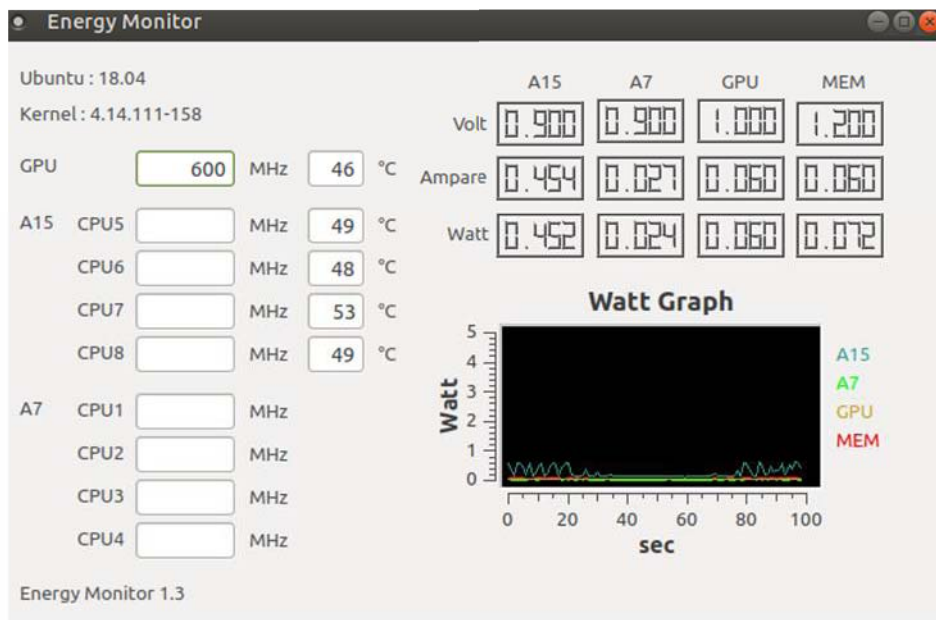 Energy Monitor
Ubuntu : 18.04
Kernel : 4.14.111-158
GPU 600 MHz 46 °C
A15 CPU5 MHz 49 °C
CPU6 MHz 48 °C
CPU7 MHz 53 °C
CPU8 MHz 49 °C
A7 CPU1 MHz
CPU2 MHz
CPU3 MHz
CPU4 MHz
Energy Monitor 1.3
A15 A7 GPU MEM
Volt 0.900 0.900 1.000 1.200
Ampare 0.454 0.027 0.060 0.060
Watt 0.452 0.024 0.060 0.072
Watt Graph
Watt
5
4
3
2
1
0
0 20 40 60 80 100
sec
A15
A7
GPU
MEM